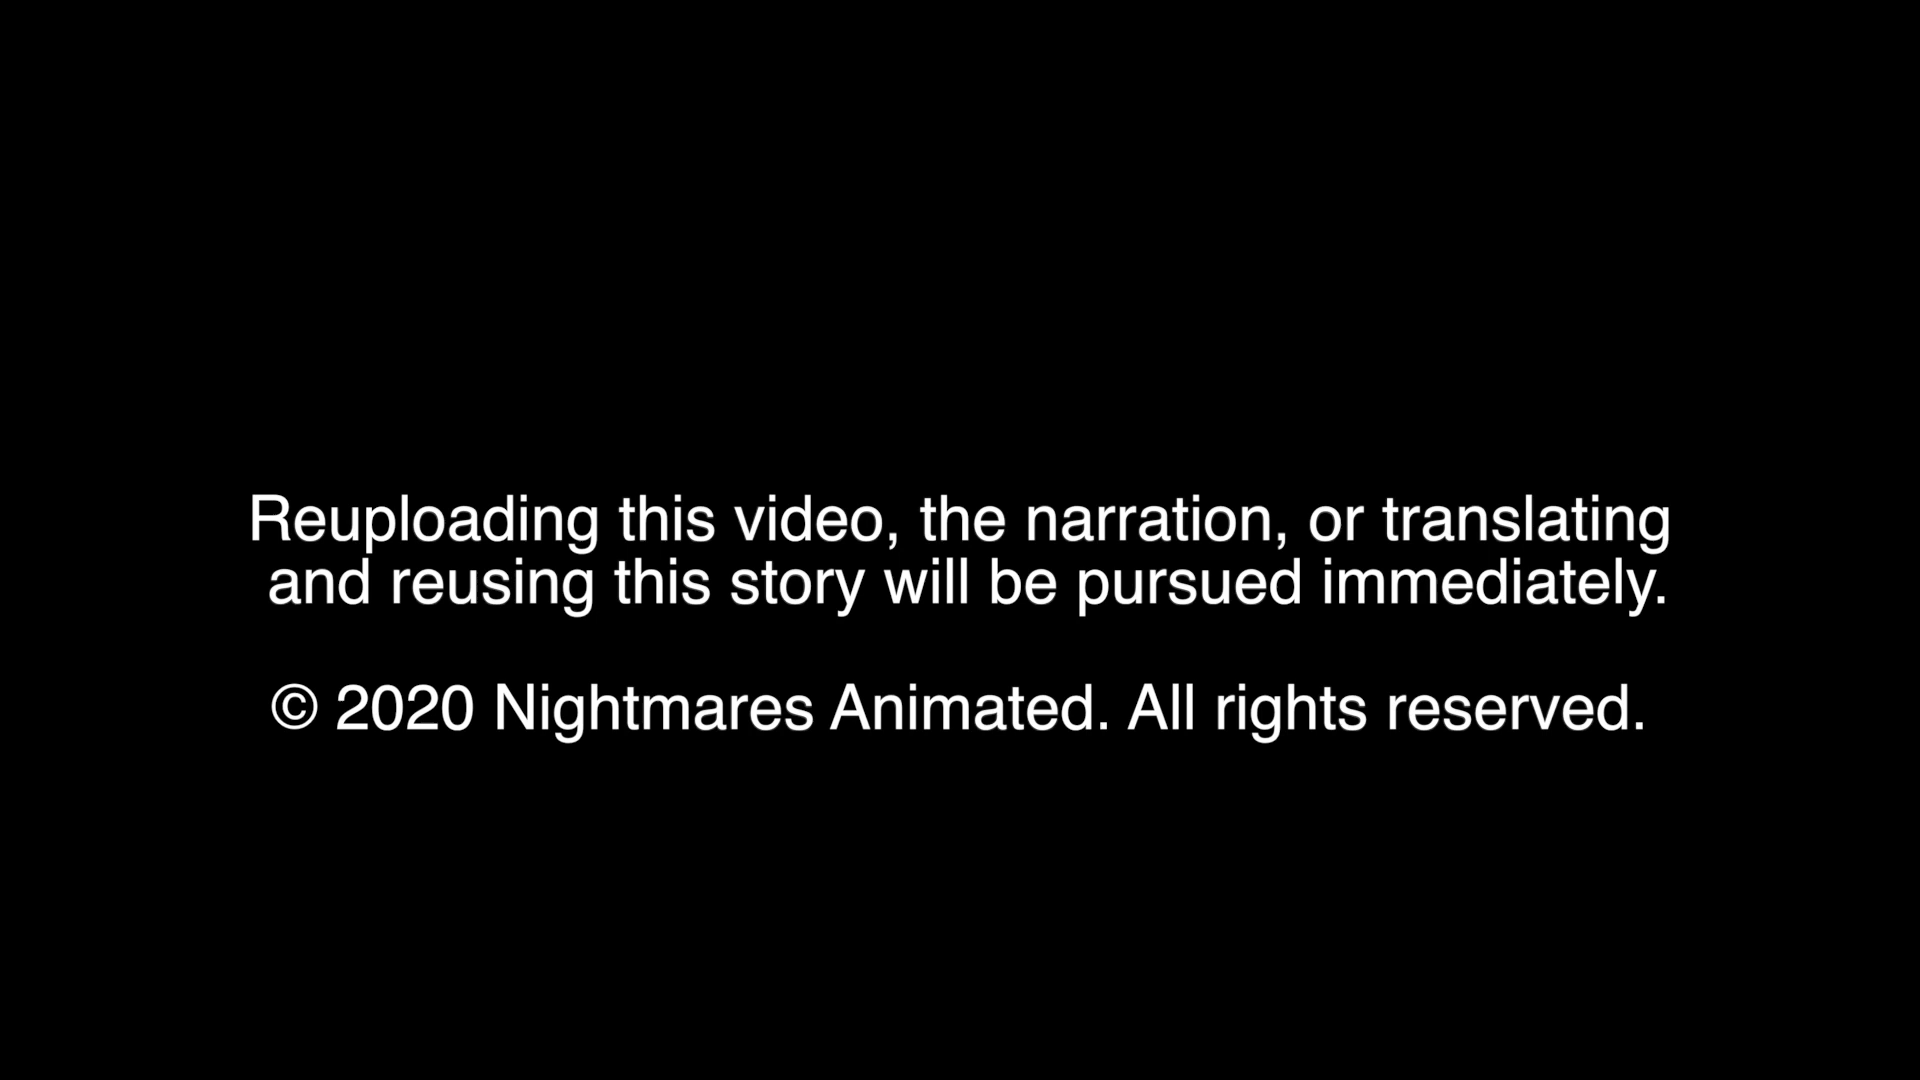 Reuploading this video, the narration, or translating
and reusing this story will be pursued immediately.
© 2020 Nightmares Animated. All rights reserved.